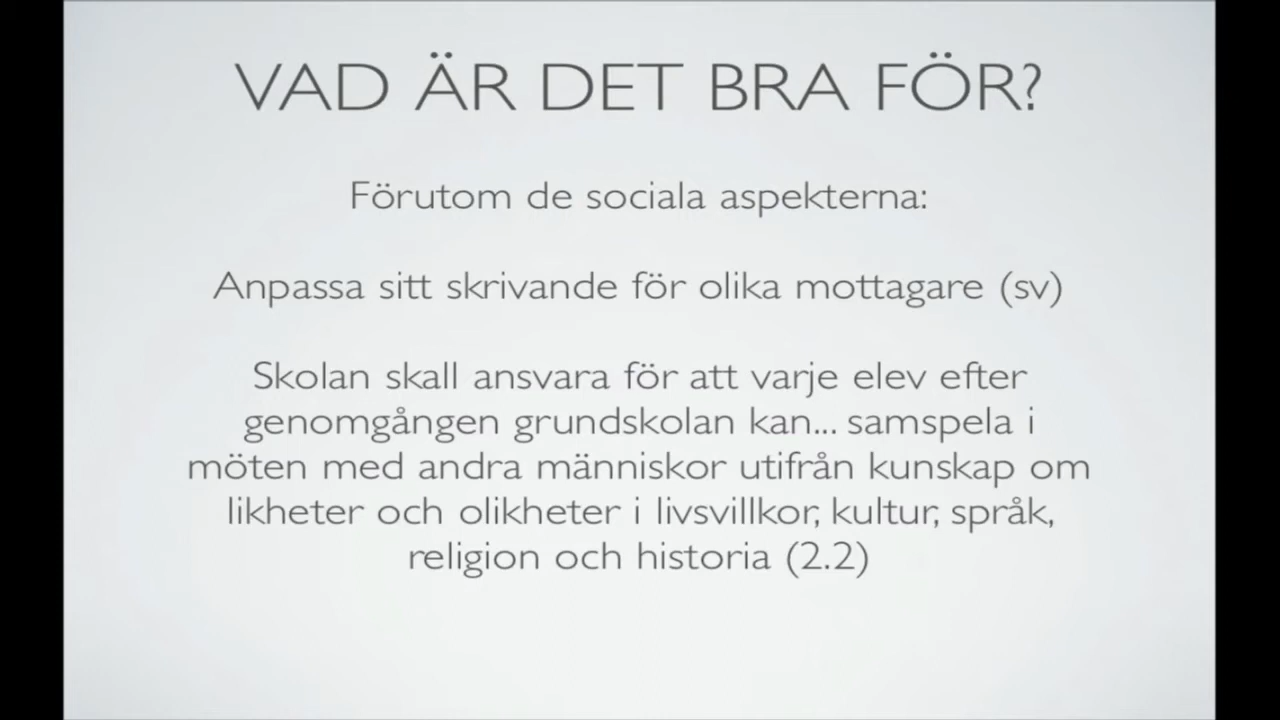 VAD ÄR DET BRA FÖR?
Förutom de sociala aspekterna:
Anpassa sitt skrivande för olika mottagare (sv)
Skolan skall ansvara för att varje elev efter
genomgången grundskolan kan... samspela i
möten med andra människor utifrån kunskap om
likheter och olikheter i livsvillkor, kultur, språk,
religion och historia (2.2)